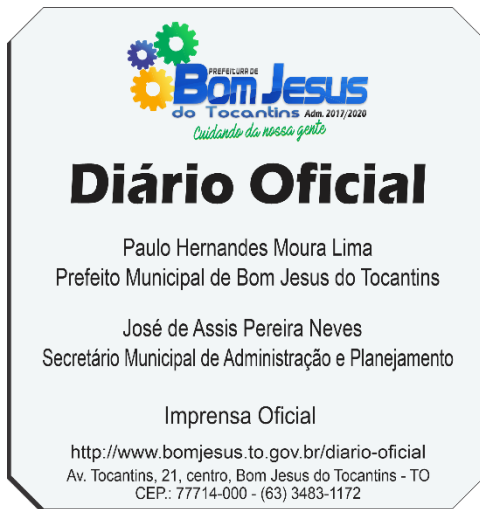 PREFEITURA DE
Bom Jesus
do Tocantins Adm. 2017/2020
Cuidando da nossa gente
Diário Oficial
Paulo Hernandes Moura Lima
Prefeito Municipal de Bom Jesus do Tocantins
José de Assis Pereira Neves
Secretário Municipal de Administração e Planejamento
Imprensa Oficial
http://www.bomjesus.to.gov.br/diario-oficial
Av. Tocantins, 21, centro, Bom Jesus do Tocantins - TO
CEP.: 77714-000 - (63) 3483-1172